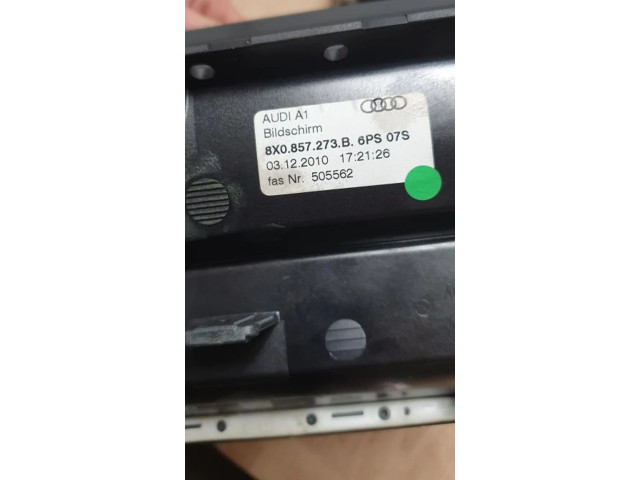 AUDI A1
Bildschirm
8X0.857.273.B. 6PS 07S
03.12.2010 17:21:26
fas Nr. 505562